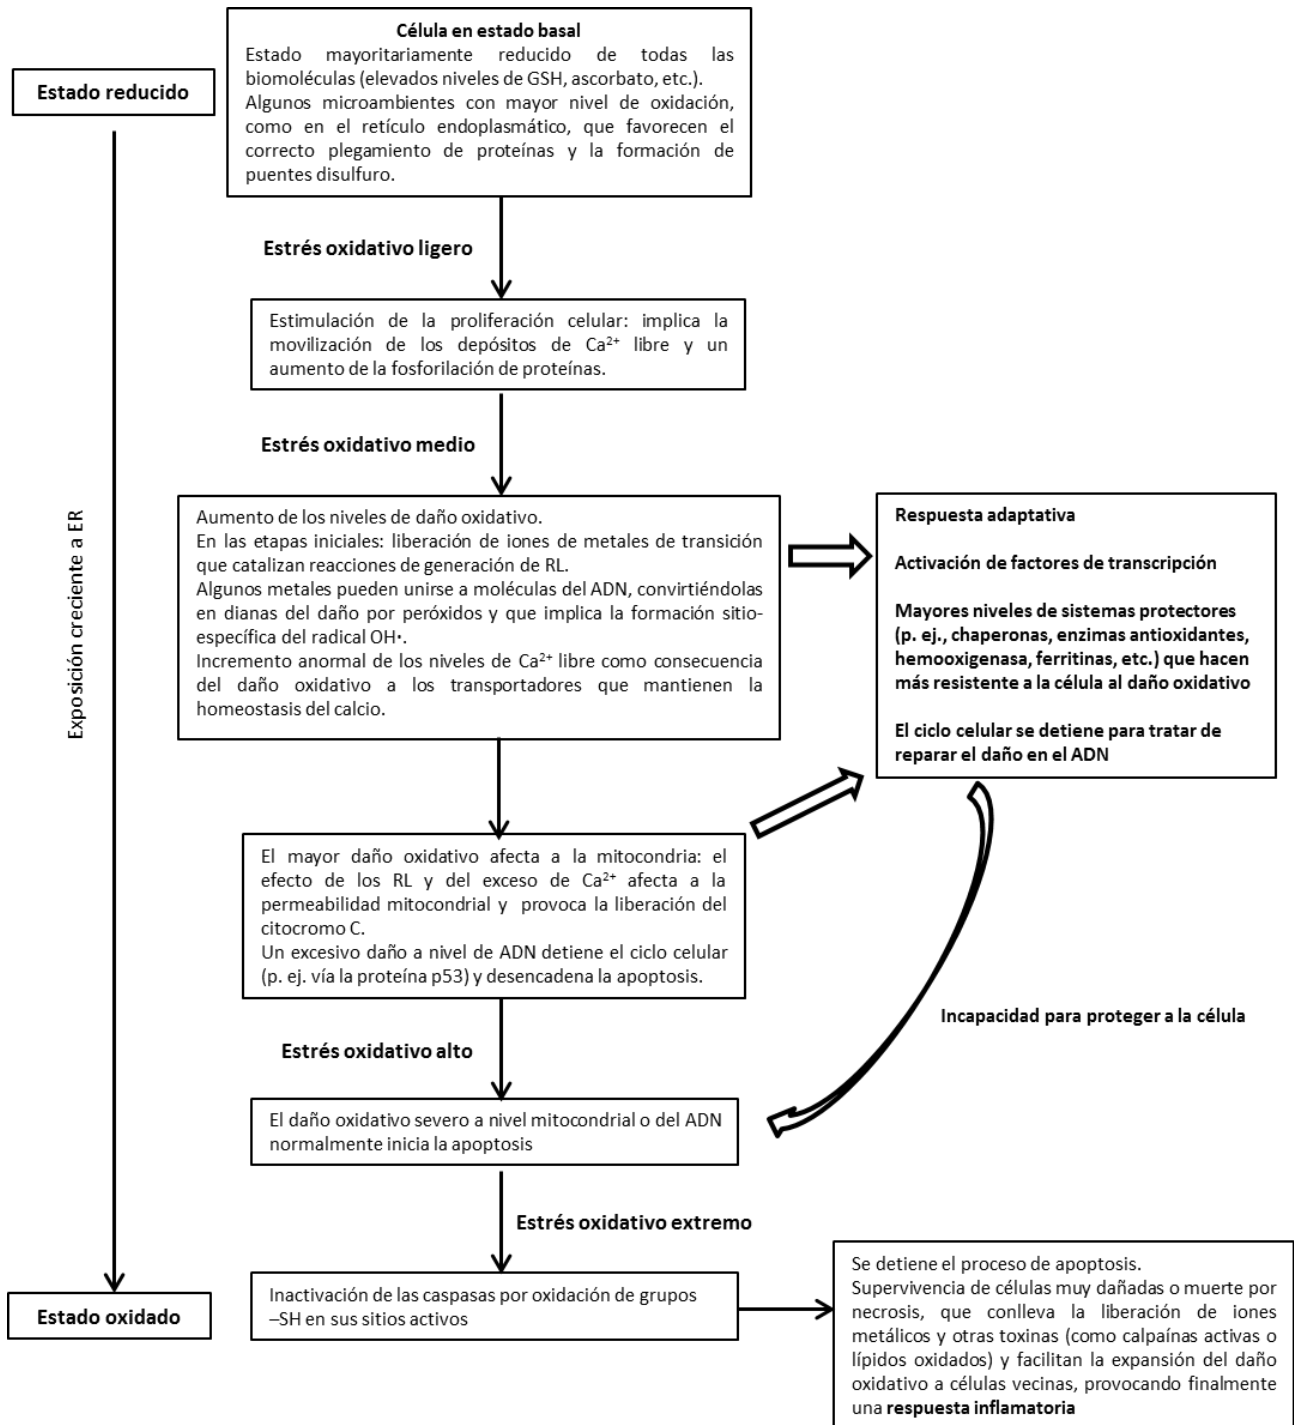 Célula en estado basal
Estado mayoritariamente reducido de todas las
biomoléculas (elevados niveles de GSH, ascorbato, etc.).
Algunos microambientes con mayor nivel de oxidación,
como en el retículo endoplasmático, que favorecen el
correcto plegamiento de proteínas y la formación de
puentes disulfuro.
Estado reducido
Estrés oxidativo ligero
Estimulación de la proliferación celular: implica la
movilización de los depósitos de Ca²⁺ libre y un
aumento de la fosforilación de proteínas.
Estrés oxidativo medio
Exposición creciente a ER
Aumento de los niveles de daño oxidativo.
En las etapas iniciales: liberación de iones de metales de transición
que catalizan reacciones de generación de RL.
Algunos metales pueden unirse a moléculas del ADN, convirtiéndolas
en dianas del daño por peróxidos y que implica la formación sitio-
específica del radical OH·.
Incremento anormal de los niveles de Ca²⁺ libre como consecuencia
del daño oxidativo a los transportadores que mantienen la
homeostasis del calcio.
Respuesta adaptativa
Activación de factores de transcripción
Mayores niveles de sistemas protectores
(p. ej., chaperonas, enzimas antioxidantes,
hemooxigenasa, ferritinas, etc.) que hacen
más resistente a la célula al daño oxidativo
El ciclo celular se detiene para tratar de
reparar el daño en el ADN
El mayor daño oxidativo afecta a la mitocondria: el
efecto de los RL y del exceso de Ca²⁺ afecta a la
permeabilidad mitocondrial y provoca la liberación del
citocromo C.
Un excesivo daño a nivel de ADN detiene el ciclo celular
(p. ej. vía la proteína p53) y desencadena la apoptosis.
Incapacidad para proteger a la célula
Estrés oxidativo alto
El daño oxidativo severo a nivel mitocondrial o del ADN
normalmente inicia la apoptosis
Estrés oxidativo extremo
Estado oxidado
Inactivación de las caspasas por oxidación de grupos
–SH en sus sitios activos
Se detiene el proceso de apoptosis.
Supervivencia de células muy dañadas o muerte por
necrosis, que conlleva la liberación de iones
metálicos y otras toxinas (como calpaínas activas o
lípidos oxidados) y facilitan la expansión del daño
oxidativo a células vecinas, provocando finalmente
una respuesta inflamatoria